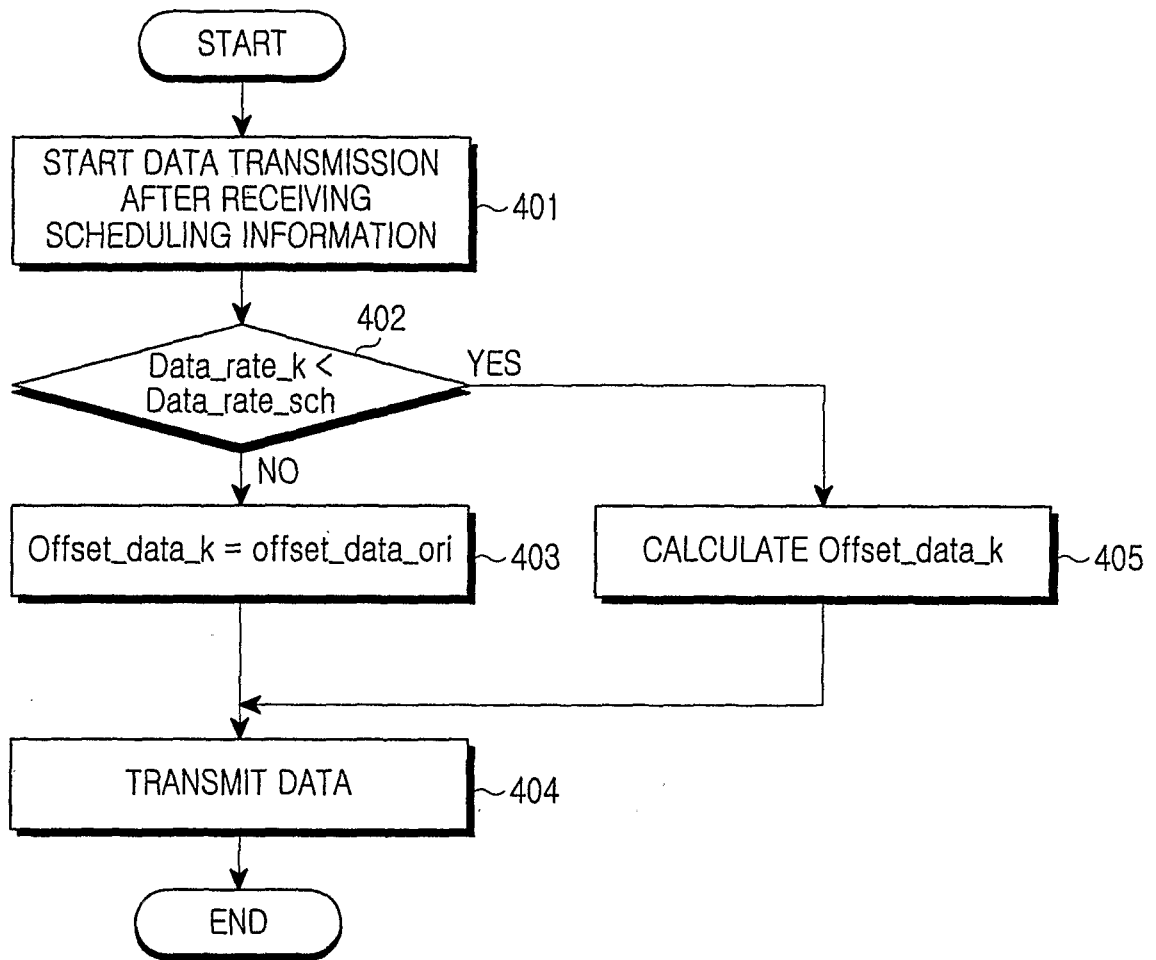 START
START DATA TRANSMISSION
AFTER RECEIVING
SCHEDULING INFORMATION
401
402
Data_rate_k <
Data_rate_sch
YES
NO
Offset_data_k = offset_data_ori
403
CALCULATE Offset_data_k
405
TRANSMIT DATA
404
END